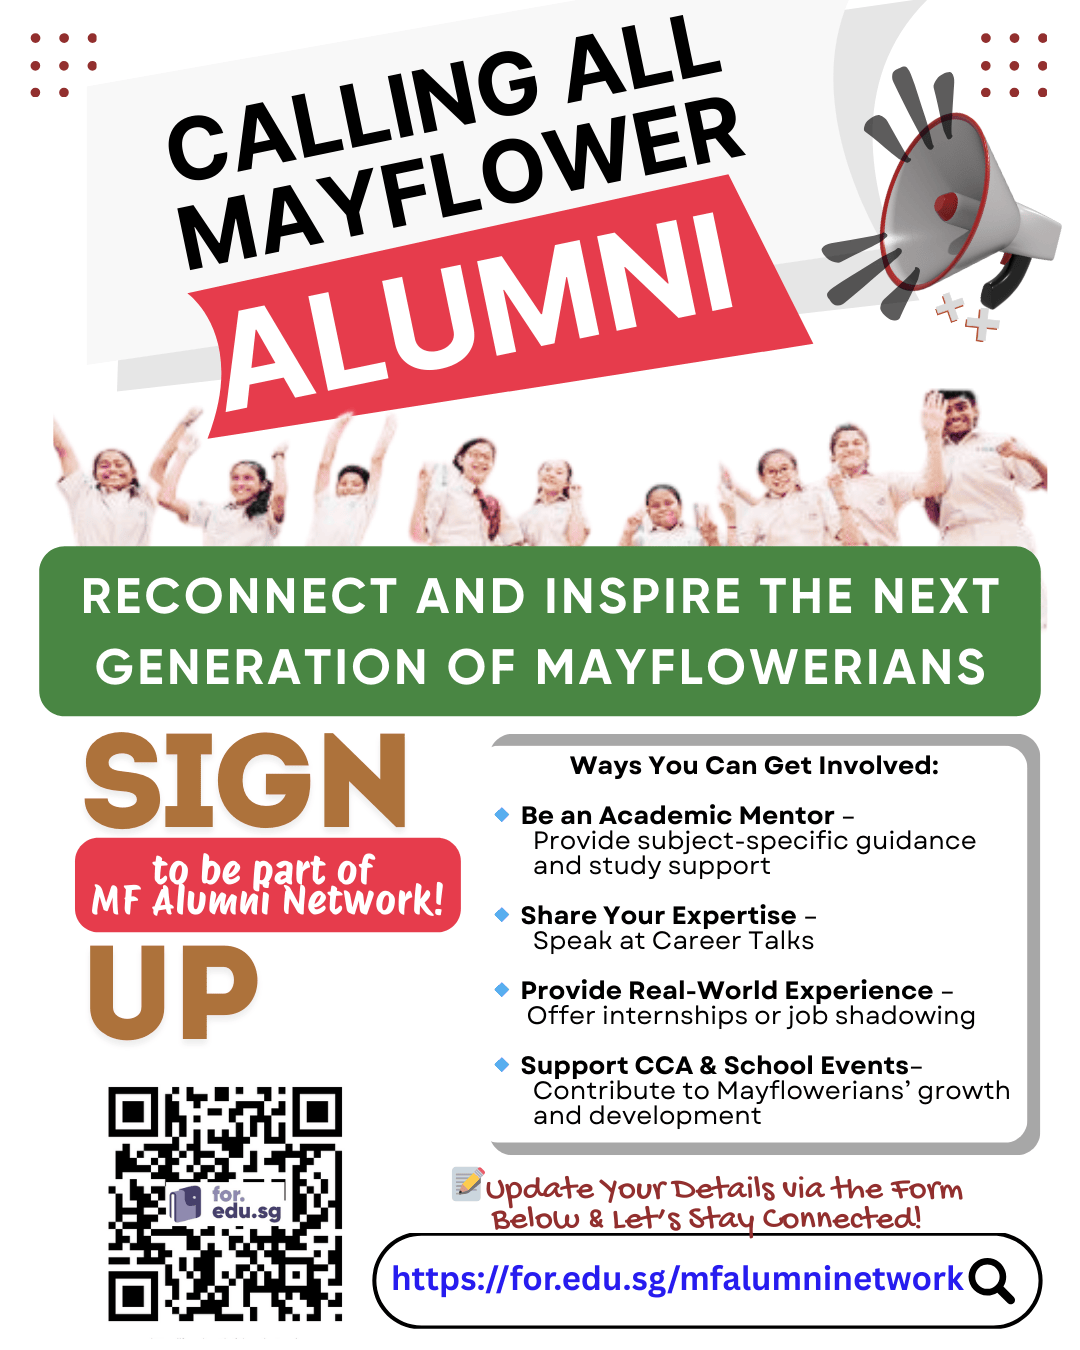 CALLING ALL
MAYFLOWER
ALUMNI
RECONNECT AND INSPIRE THE NEXT
GENERATION OF MAYFLOWERIANS
SIGN
to be part of
MF Alumni Network!
UP
for.
edu.sg
Ways You Can Get Involved:
Be an Academic Mentor –
Provide subject-specific guidance
and study support
Share Your Expertise –
Speak at Career Talks
Provide Real-World Experience –
Offer internships or job shadowing
Support CCA & School Events–
Contribute to Mayflowerians’ growth
and development
Update Your Details via the Form
Below & Let's Stay Connected!
https://for.edu.sg/mfalumninetwork